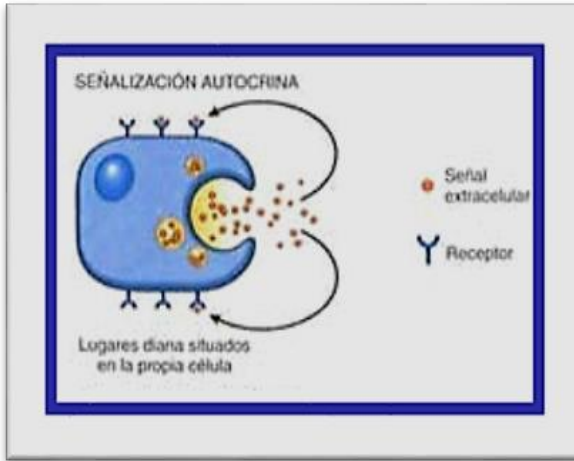 SEÑALIZACIÓN AUTOCRINA
Señal
extracelular
Receptor
Lugares diana situados
en la propia célula